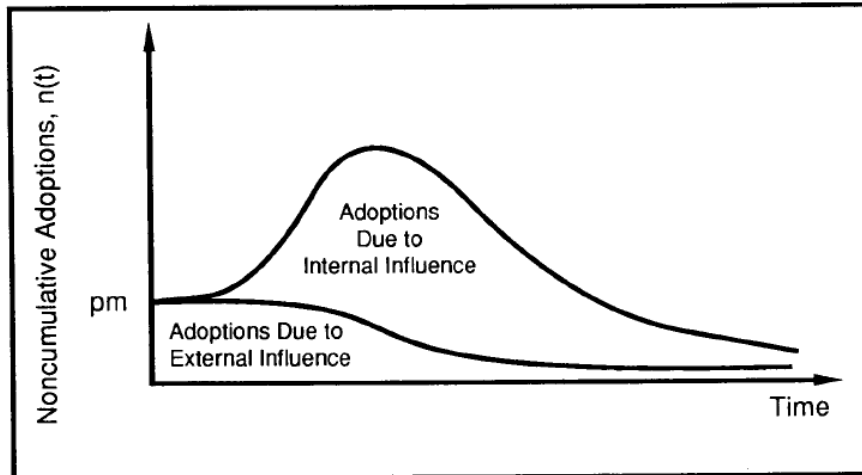 Noncumulative Adoptions, n(t)
Adoptions
Due to
Internal Influence
pm
Adoptions Due to
External Influence
Time